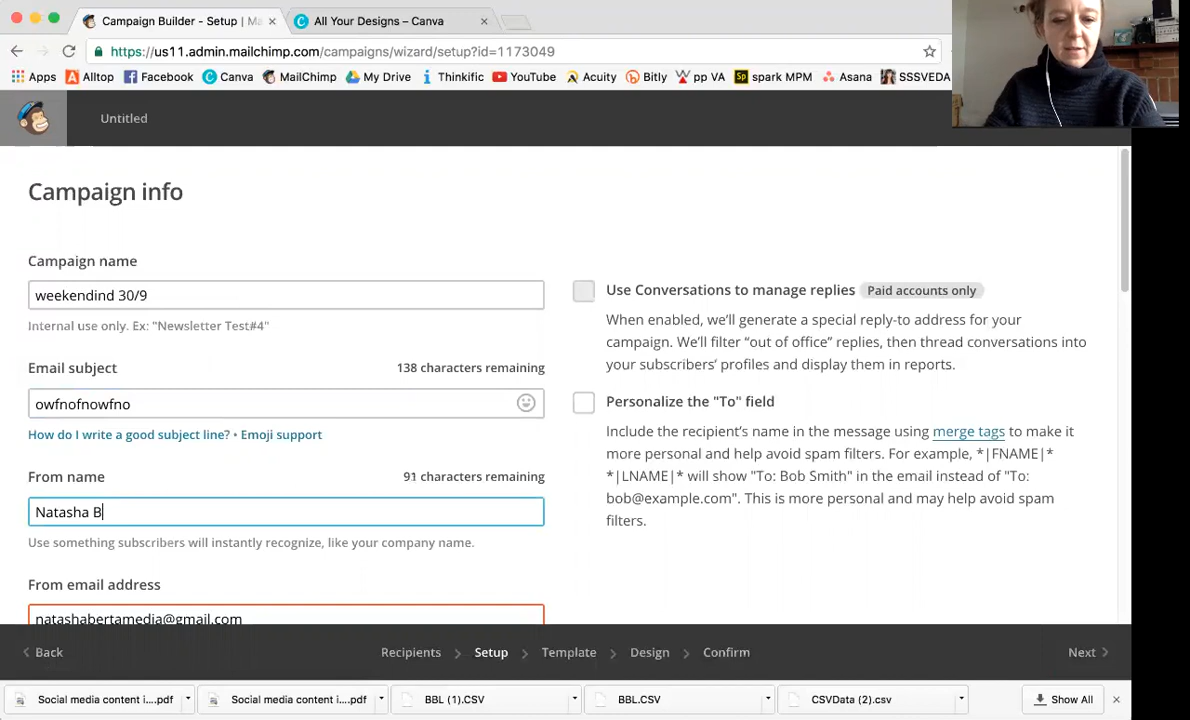 Campaign Builder - Setup | Ma
All Your Designs – Canva
https://us11.admin.mailchimp.com/campaigns/wizard/setup?id=1173049
Apps Alltop Facebook Canva MailChimp My Drive Thinkific YouTube Acuity Bitly pp VA spark MPM Asana SSSVEDA
Untitled
Campaign info
Campaign name
weekendind 30/9
Internal use only. Ex: "Newsletter Test#4"
Email subject 138 characters remaining
owfnofnowfno
How do I write a good subject line? • Emoji support
From name 91 characters remaining
Natasha B
Use something subscribers will instantly recognize, like your company name.
From email address
natashabertamedia@gmail.com
Use Conversations to manage replies Paid accounts only
When enabled, we'll generate a special reply-to address for your
campaign. We'll filter “out of office” replies, then thread conversations into
your subscribers’ profiles and display them in reports.
Personalize the "To" field
Include the recipient’s name in the message using merge tags to make it
more personal and help avoid spam filters. For example, *|FNAME|*
*|LNAME|* will show "To: Bob Smith" in the email instead of "To:
bob@example.com". This is more personal and may help avoid spam
filters.
Back Recipients Setup Template Design Confirm Next
Social media content i....pdf Social media content i....pdf BBL (1).CSV BBL.CSV CSVData (2).csv Show All